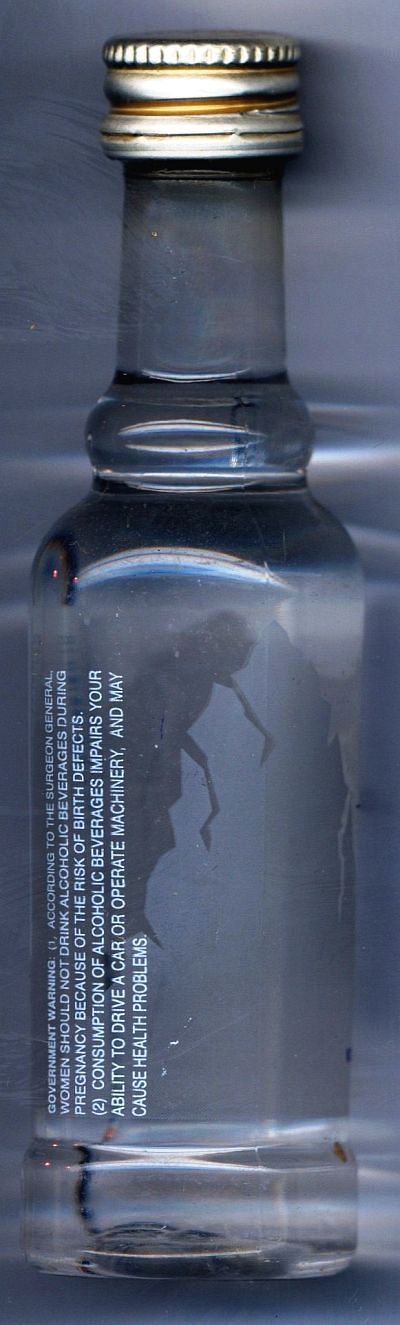 GOVERNMENT WARNING: (1, ACCORDING TO THE SURGEON GENERAL,
WOMEN SHOULD NOT DRINK ALCOHOLIC BEVERAGES DURING
PREGNANCY BECAUSE OF THE RISK OF BIRTH DEFECTS.
(2) CONSUMPTION OF ALCOHOLIC BEVERAGES IMPAIRS YOUR
ABILITY TO DRIVE A CAR OR OPERATE MACHINERY, AND MAY
CAUSE HEALTH PROBLEMS.